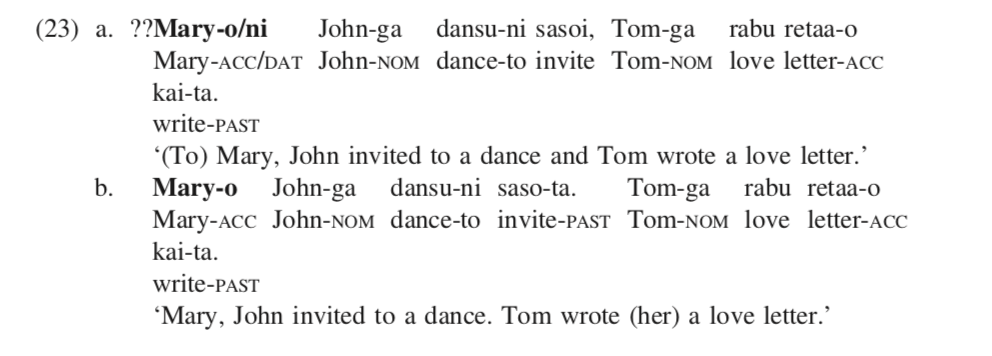 (23) a. ??Mary-o/ni John-ga dansu-ni sasoi, Tom-ga rabu retaa-o
Mary-ACC/DAT John-NOM dance-to invite Tom-NOM love letter-ACC
kai-ta.
write-PAST
‘(To) Mary, John invited to a dance and Tom wrote a love letter.’
b. Mary-o John-ga dansu-ni saso-ta. Tom-ga rabu retaa-o
Mary-ACC John-NOM dance-to invite-PAST Tom-NOM love letter-ACC
kai-ta.
write-PAST
‘Mary, John invited to a dance. Tom wrote (her) a love letter.’